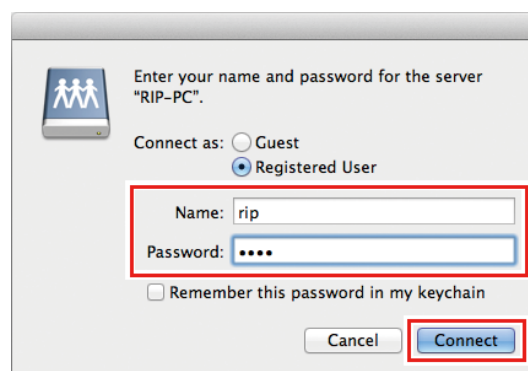 Enter your name and password for the server
“RIP-PC”.
Connect as: Guest
Registered User
Name: rip
Password: ••••
Remember this password in my keychain
Cancel Connect